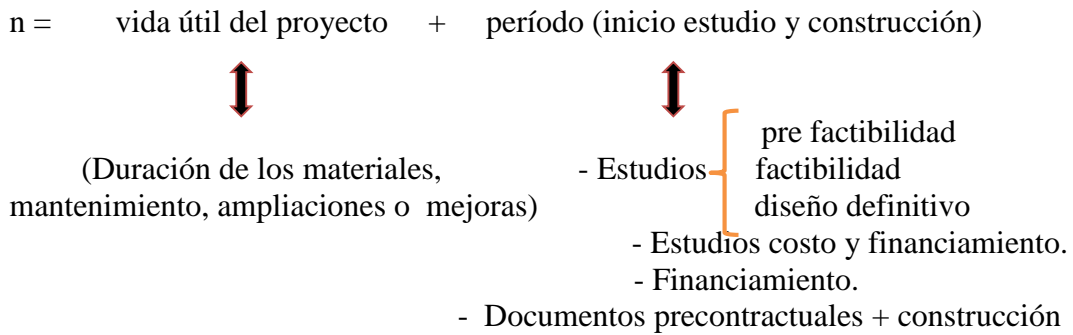 n = vida útil del proyecto + período (inicio estudio y construcción)
pre factibilidad
(Duración de los materiales, - Estudios factibilidad
mantenimiento, ampliaciones o mejoras) diseño definitivo
- Estudios costo y financiamiento.
- Financiamiento.
- Documentos precontractuales + construcción